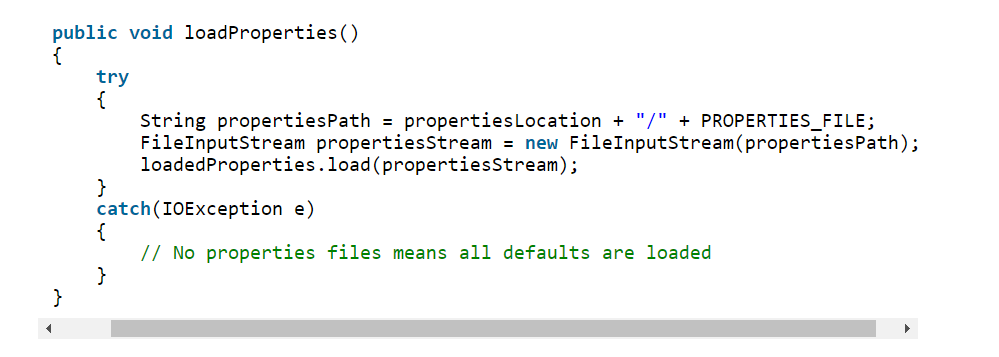 public void loadProperties()
{
    try
    {
        String propertiesPath = propertiesLocation + "/" + PROPERTIES_FILE;
        FileInputStream propertiesStream = new FileInputStream(propertiesPath);
        loadedProperties.load(propertiesStream);
    }
    catch(IOException e)
    {
        // No properties files means all defaults are loaded
    }
}